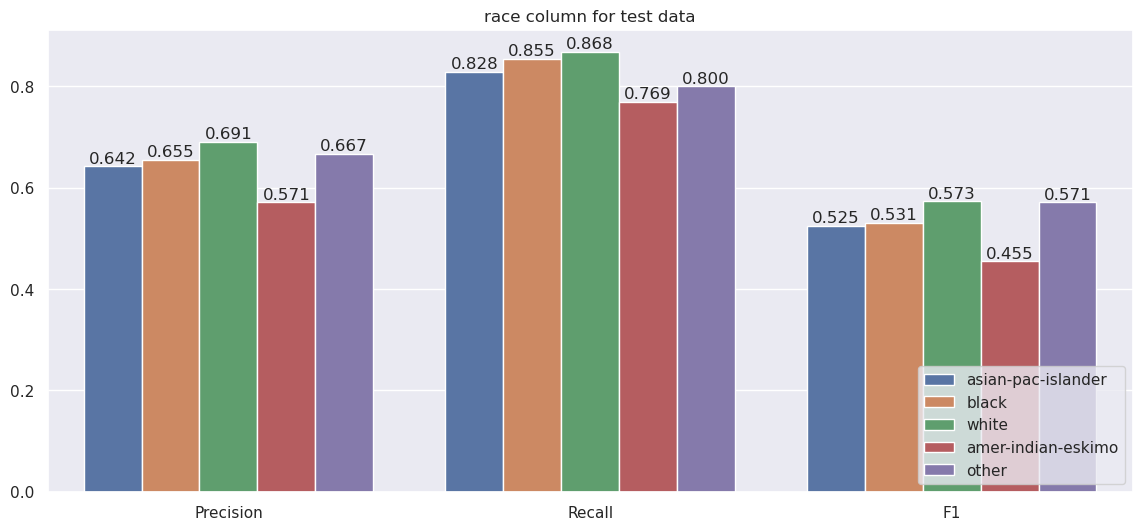 race column for test data
0.8
0.6
0.4
0.2
0.0
0.642
0.655
0.691
0.571
0.667
0.828
0.855
0.868
0.769
0.800
0.525
0.531
0.573
0.455
0.571
asian-pac-islander
black
white
amer-indian-eskimo
other
Precision
Recall
F1